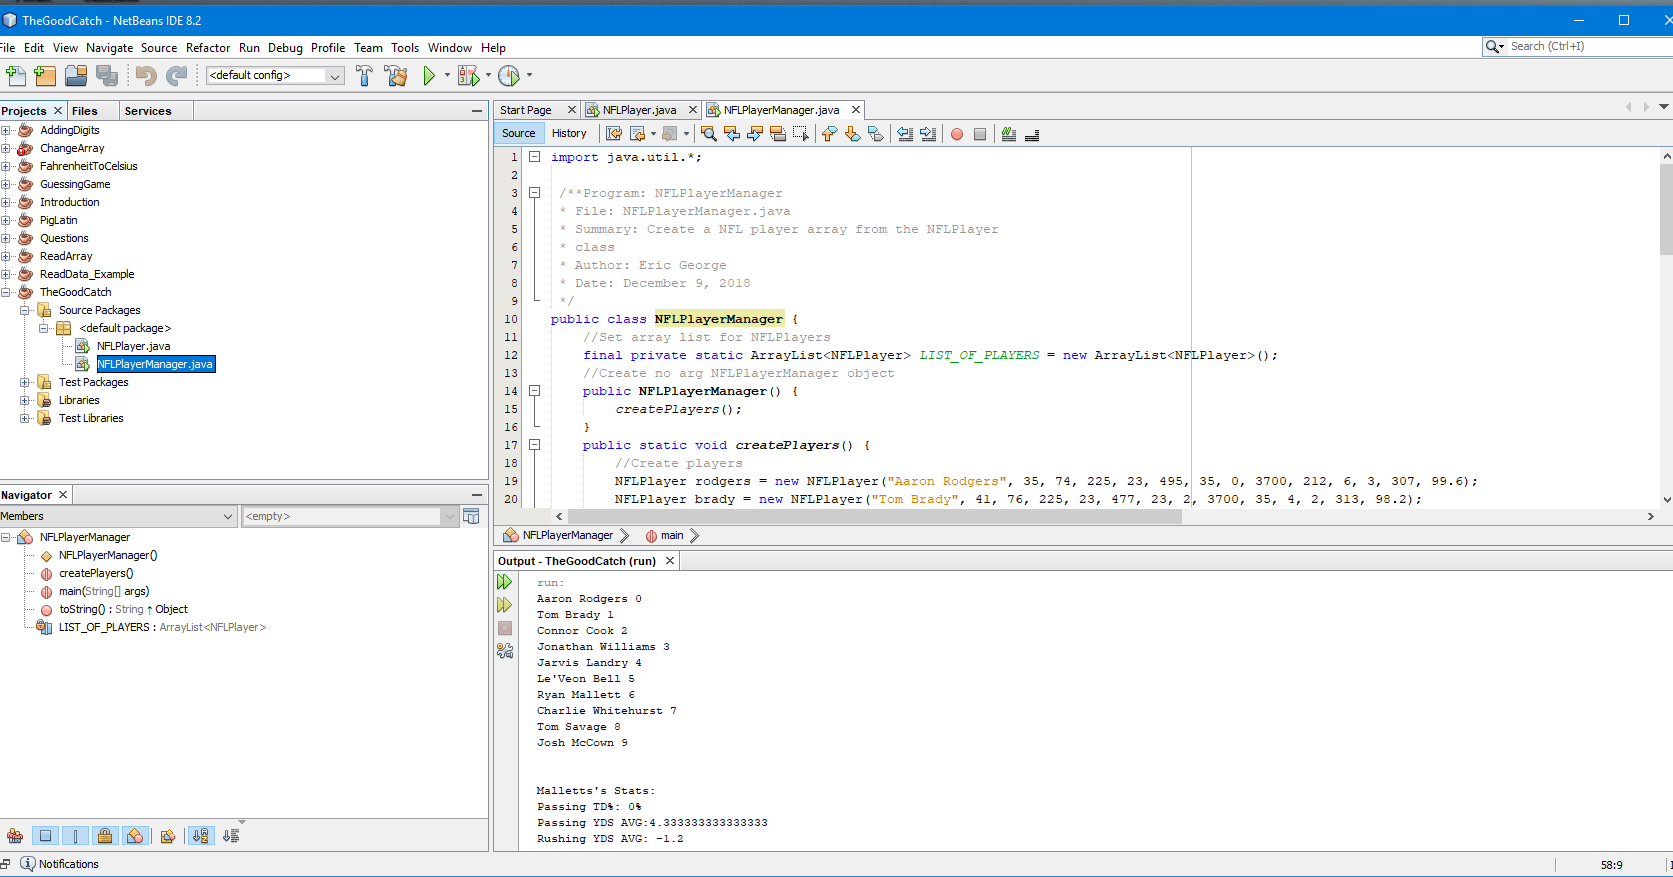 TheGoodCatch - NetBeans IDE 8.2
File Edit View Navigate Source Refactor Run Debug Profile Team Tools Window Help
Search (Ctrl+I)
<default config>
Projects Files Services
AddingDigits
ChangeArray
FahrenheitToCelsius
GuessingGame
Introduction
PigLatin
Questions
ReadArray
ReadData_Example
TheGoodCatch
Source Packages
<default package>
NFLPlayer.java
NFLPlayerManager.java
Test Packages
Libraries
Test Libraries
Navigator
Members <empty>
NFLPlayerManager
NFLPlayerManager()
createPlayers()
main(String[] args)
toString() : String ↑ Object
LIST_OF_PLAYERS : ArrayList<NFLPlayer>
Start Page NFLPlayer.java NFLPlayerManager.java
Source History
1 import java.util.*;
2
3 /**Program: NFLPlayerManager
4 * File: NFLPlayerManager.java
5 * Summary: Create a NFL player array from the NFLPlayer
6 * class
7 * Author: Eric George
8 * Date: December 9, 2018
9 */
10 public class NFLPlayerManager {
11 //Set array list for NFLPlayers
12 final private static ArrayList<NFLPlayer> LIST_OF_PLAYERS = new ArrayList<NFLPlayer>();
13 //Create no arg NFLPlayerManager object
14 public NFLPlayerManager() {
15 createPlayers();
16 }
17 public static void createPlayers() {
18 //Create players
19 NFLPlayer rodgers = new NFLPlayer("Aaron Rodgers", 35, 74, 225, 23, 495, 35, 0, 3700, 212, 6, 3, 307, 99.6);
20 NFLPlayer brady = new NFLPlayer("Tom Brady", 41, 76, 225, 23, 477, 23, 2, 3700, 35, 4, 2, 313, 98.2);
NFLPlayerManager main
Output - TheGoodCatch (run)
run:
Aaron Rodgers 0
Tom Brady 1
Connor Cook 2
Jonathan Williams 3
Jarvis Landry 4
Le'Veon Bell 5
Ryan Mallett 6
Charlie Whitehurst 7
Tom Savage 8
Josh McCown 9
Malletts's Stats:
Passing TD%: 0%
Passing YDS AVG:4.333333333333333
Rushing YDS AVG: -1.2
Notifications
58:9